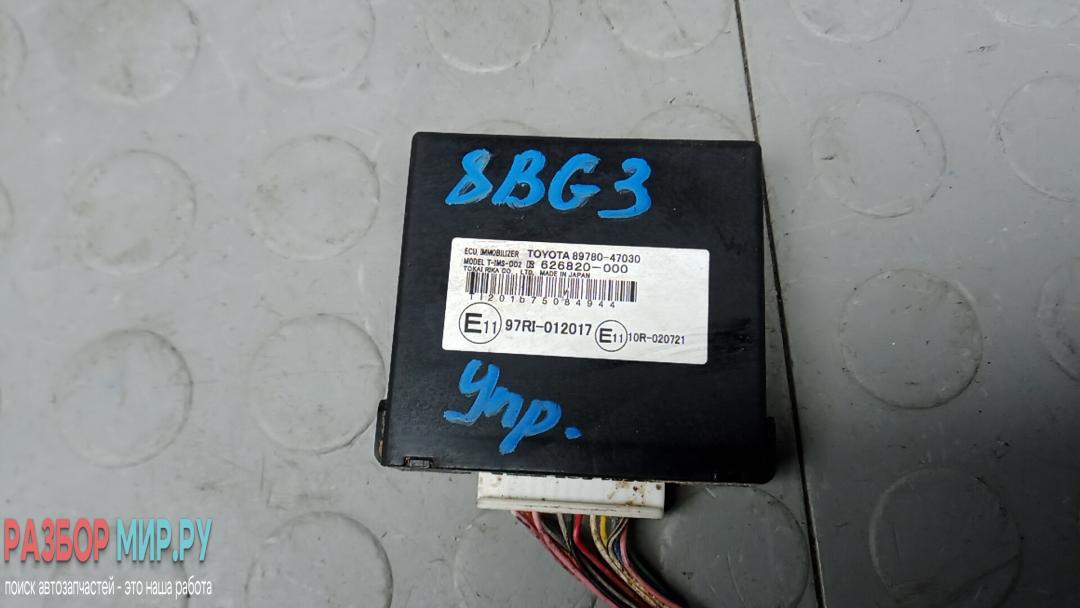 8BG3
ECU, IMMOBILIZER TOYOTA 89780-47030
MODEL T-IMS-002 626820-000
TOKAI RIKA CO., LTD. MADE IN JAPAN
11201675084944
E11 97RI-012017 E11 10R-020721
Упр.
РАЗБОР МИР.РУ
поиск автозапчастей - это наша работа